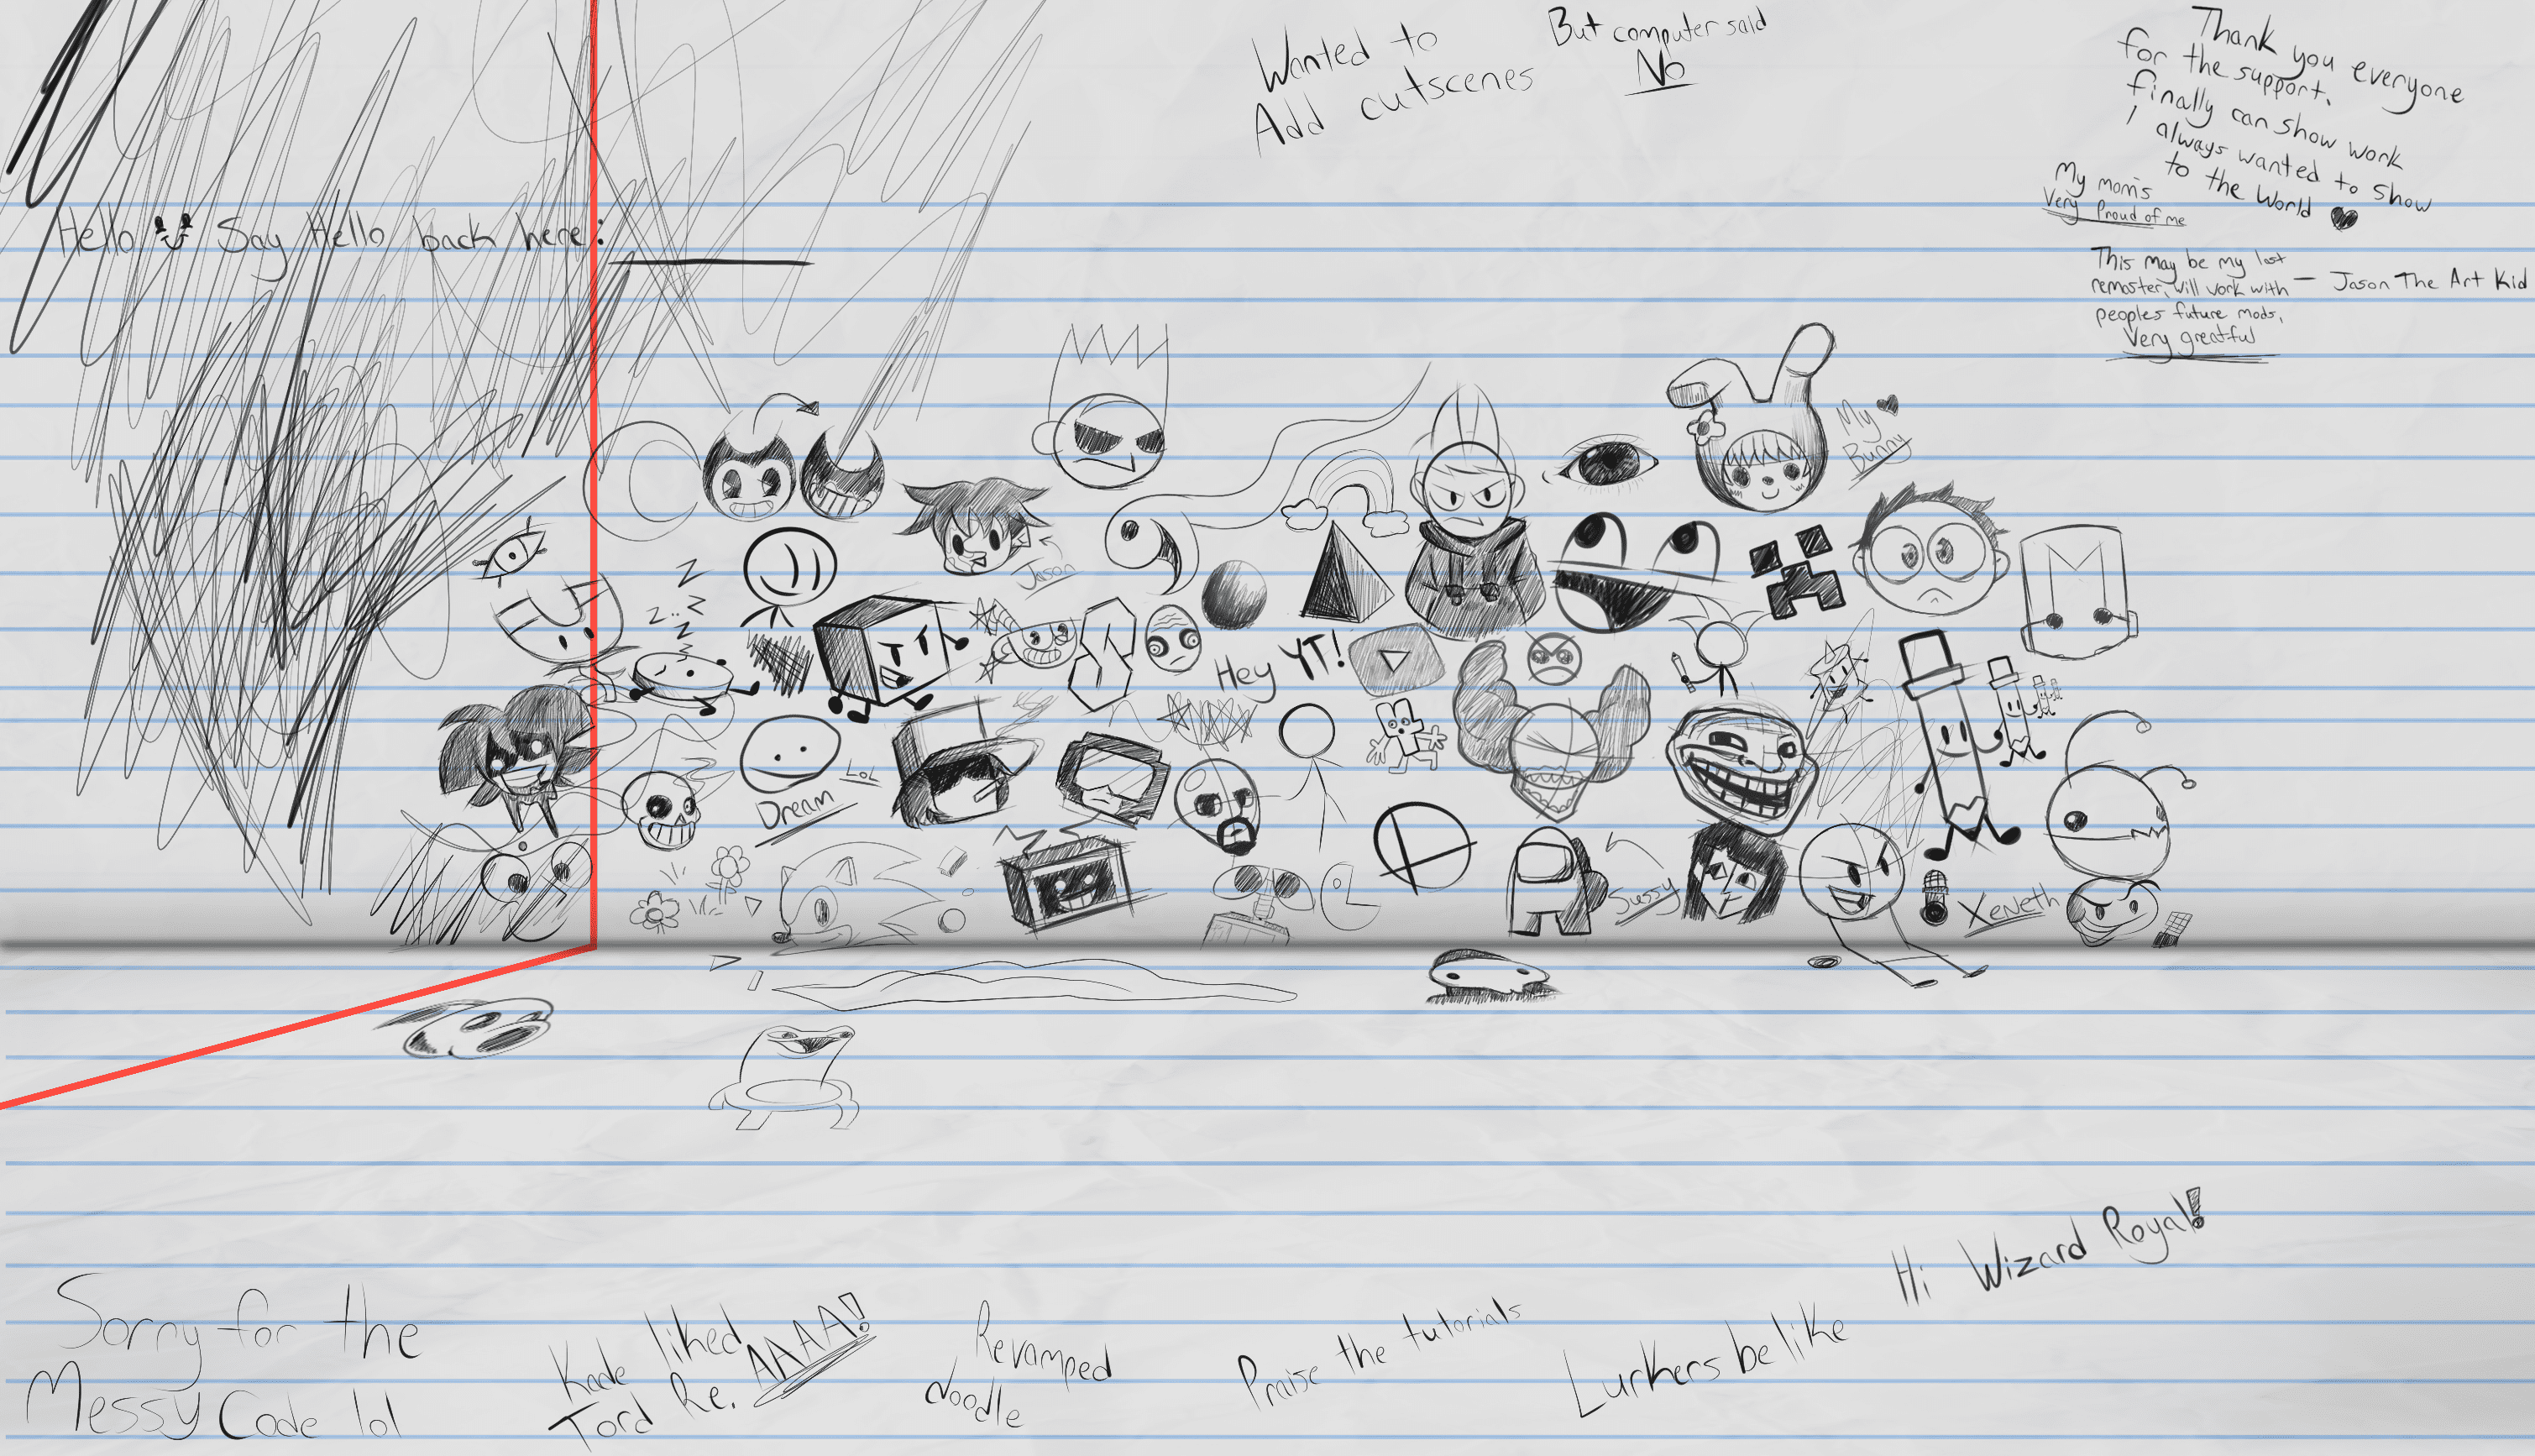 Wanted to
Add cutscenes
But computer said
No
Thank you everyone
for the support.
finally can show work
I always wanted to show
to the World
My mom's
Very Proud of me
This may be my last
remaster, will work with
peoples future mods,
Very greatful
— Jason The Art Kid
Hello Say Hello back here:
My
Bunny
Jason
Z
Z..Z
Z
Hey YT!
LOL
Dream
Sussy
Xeneth
Hi Wizard Royal!
Sorry for the
Messy Code lol
Kade liked
Tord Re. AAAA!
Revamped
Noodle
Praise the tutorials
Lurkers be like